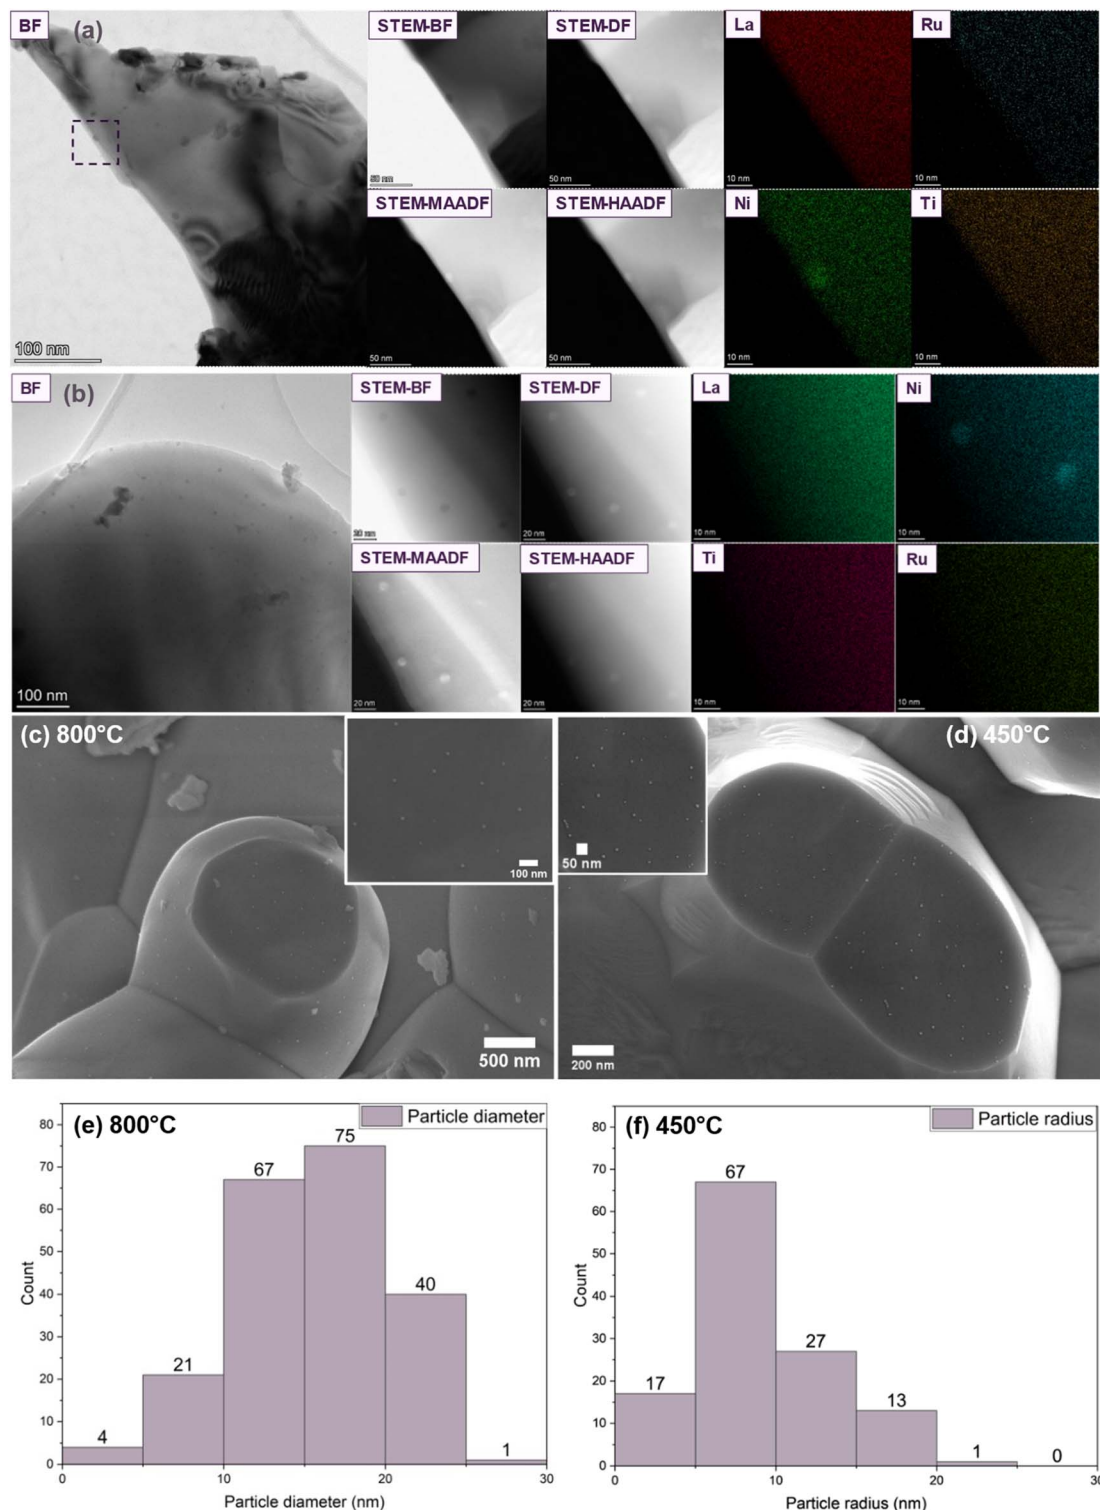 BF
(a)
STEM-BF
STEM-DF
La
Ru
50 nm
50 nm
10 nm
10 nm
STEM-MAADF
STEM-HAADF
Ni
Ti
100 nm
50 nm
50 nm
10 nm
10 nm
BF
(b)
STEM-BF
STEM-DF
La
Ni
20 nm
10 nm
10 nm
STEM-MAADF
STEM-HAADF
Ti
Ru
100 nm
20 nm
20 nm
10 nm
10 nm
(c) 800°C
(d) 450°C
100 nm
50 nm
500 nm
200 nm
(e) 800°C
Particle diameter
80
70
60
50
40
30
20
10
0
Count
4
21
67
75
40
1
0
10
20
30
Particle diameter (nm)
(f) 450°C
Particle radius
80
70
60
50
40
30
20
10
0
Count
17
67
27
13
1
0
0
10
20
30
Particle radius (nm)